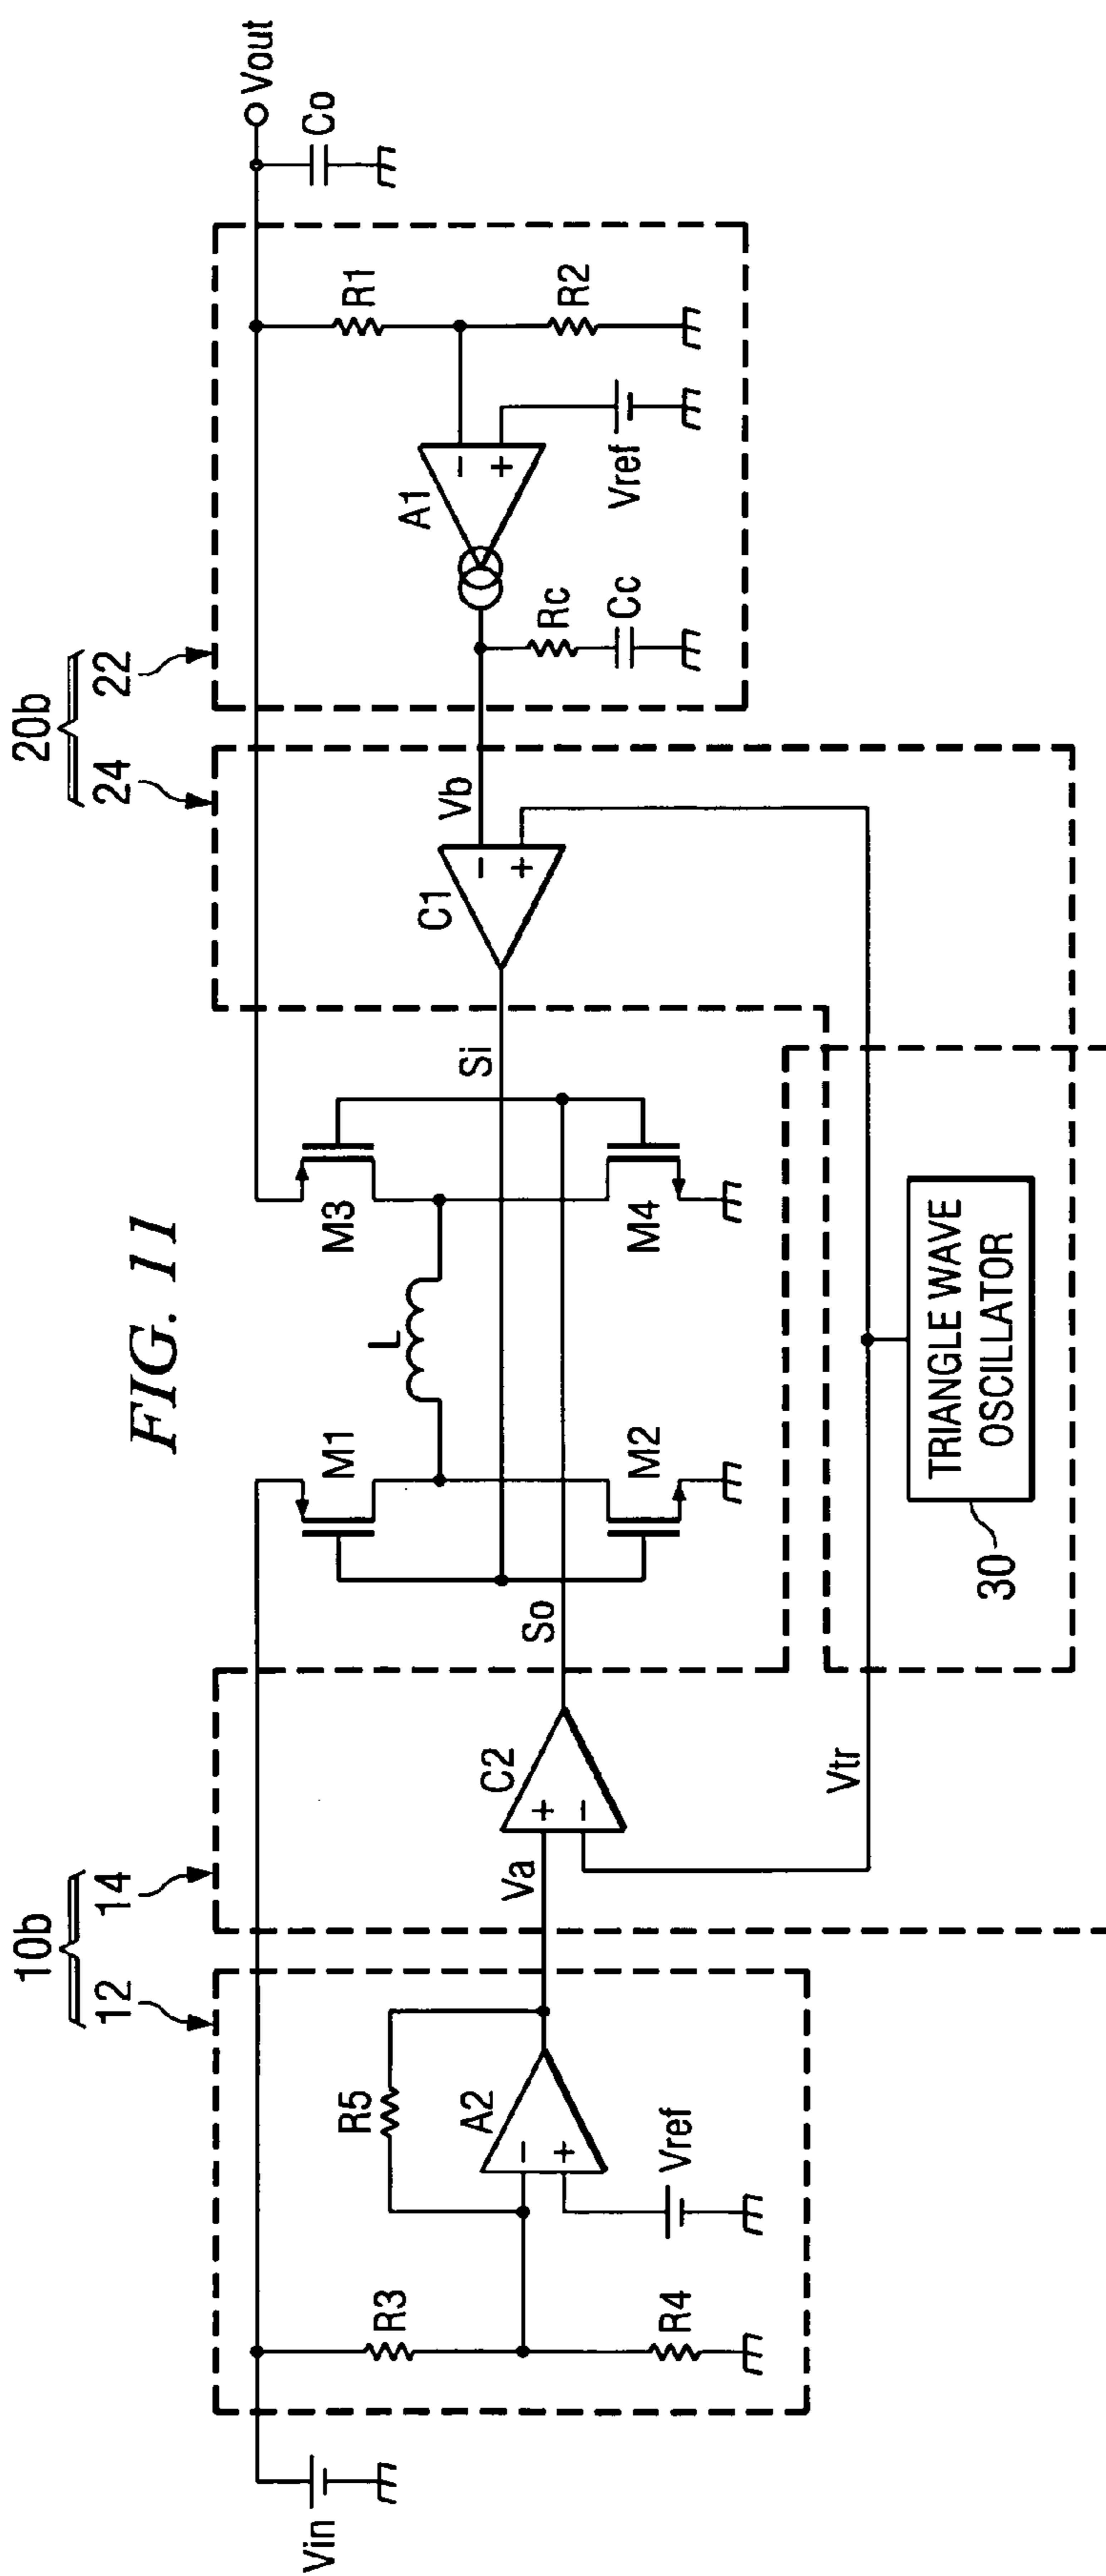 FIG. 11
10b
12
14
20b
24
22
Vin
R3
R4
R5
A2
+
−
Vref
Va
C2
+
−
So
Vtr
M1
M2
L
M3
M4
Si
C1
−
+
Vb
A1
−
+
Rc
Cc
Vref
R1
R2
Co
Vout
30
TRIANGLE WAVE
OSCILLATOR